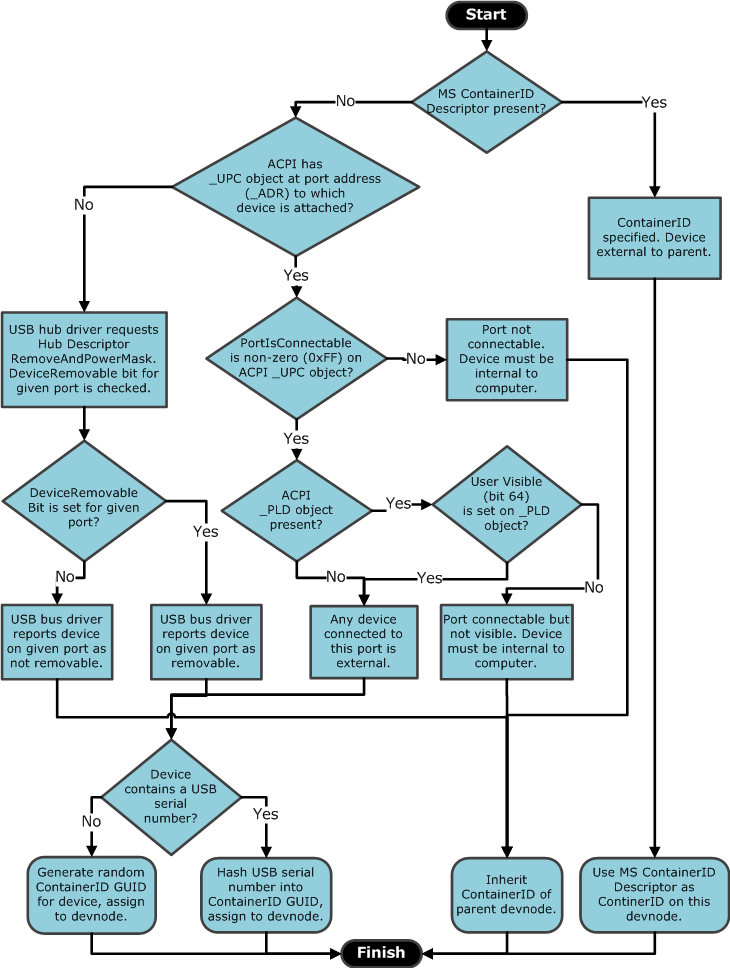 Start
MS ContainerID
Descriptor present?
No
Yes
ACPI has
_UPC object at port address
(_ADR) to which
device is attached?
No
Yes
ContainerID
specified. Device
external to parent.
USB hub driver requests
Hub Descriptor
RemoveAndPowerMask.
DeviceRemovable bit for
given port is checked.
PortIsConnectable
is non-zero (0xFF) on
ACPI _UPC object?
No
Port not
connectable.
Device must be
internal to
computer.
Yes
DeviceRemovable
Bit is set for given
port?
Yes
No
ACPI
_PLD object
present?
Yes
No
User Visible
(bit 64)
is set on _PLD
object?
Yes
No
USB bus driver
reports device
on given port as
not removable.
USB bus driver
reports device
on given port as
removable.
Any device
connected to
this port is
external.
Port connectable but
not visible. Device
must be internal to
computer.
Device
contains a USB
serial
number?
No
Yes
Generate random
ContainerID GUID
for device, assign
to devnode.
Hash USB serial
number into
ContainerID GUID,
assign to devnode.
Inherit
ContainerID of
parent devnode.
Use MS ContainerID
Descriptor as
ContinerID on this
devnode.
Finish